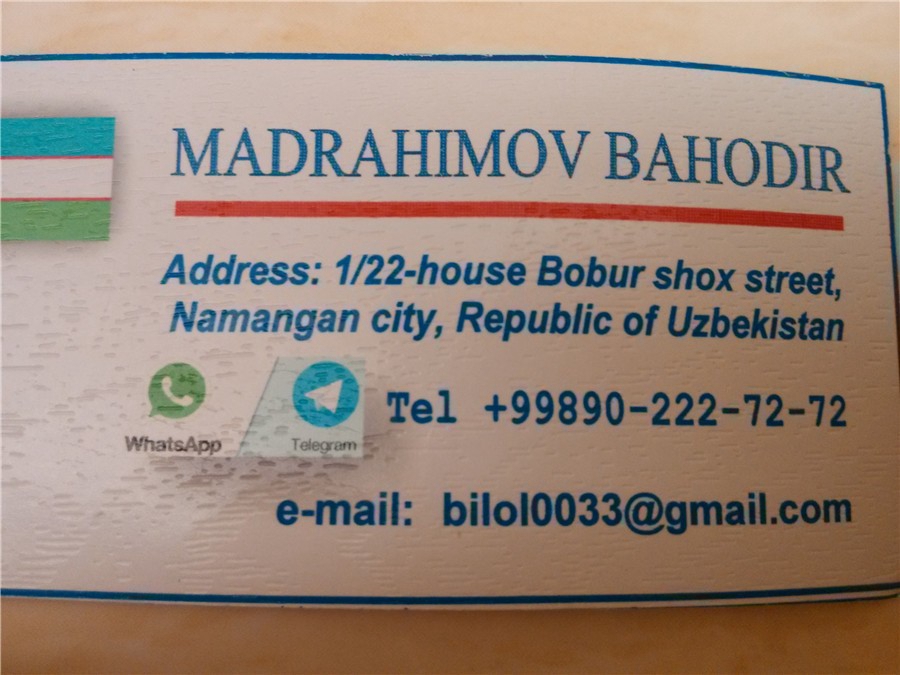 MADRAHIMOV BAHODIR
Address: 1/22-house Bobur shox street,
Namangan city, Republic of Uzbekistan
WhatsApp Telegram Tel +99890-222-72-72
e-mail: bilol0033@gmail.com